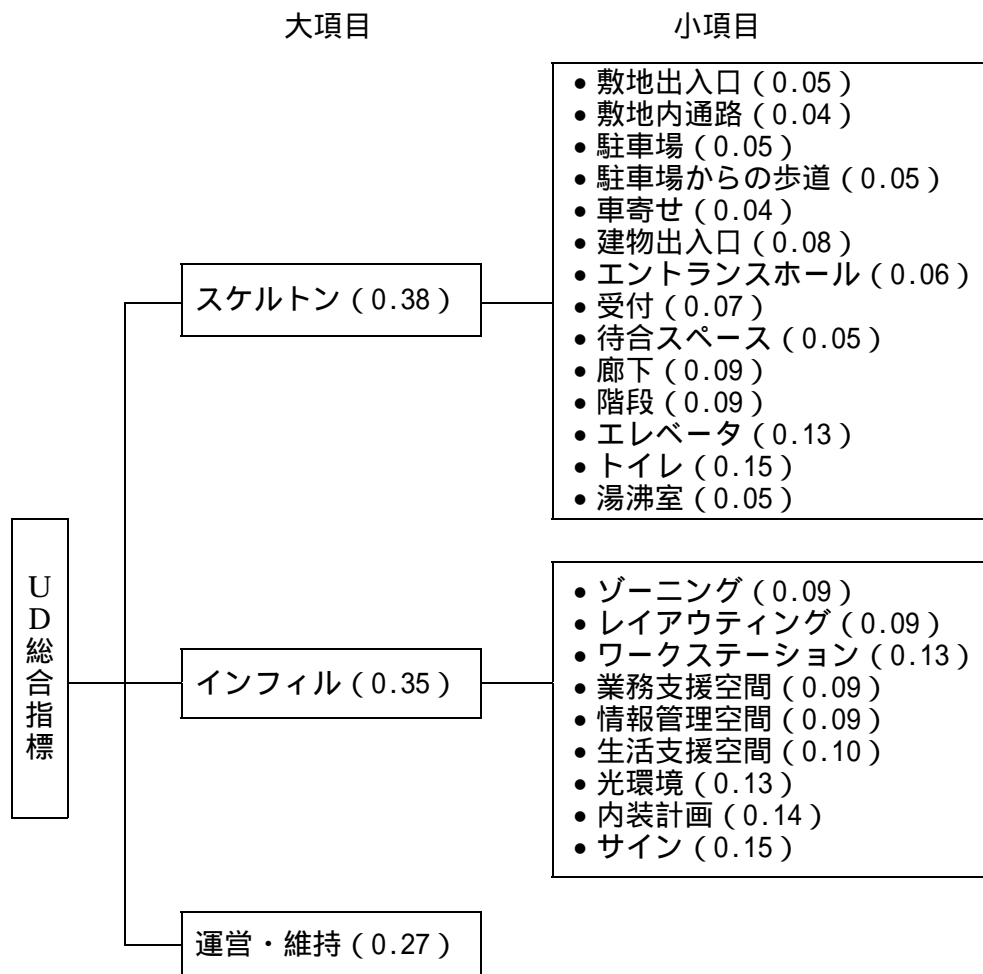 大項目
小項目
• 敷地出入口（0.05）
• 敷地内通路（0.04）
• 駐車場（0.05）
• 駐車場からの歩道（0.05）
• 車寄せ（0.04）
• 建物出入口（0.08）
• エントランスホール（0.06）
• 受付（0.07）
• 待合スペース（0.05）
• 廊下（0.09）
• 階段（0.09）
• エレベータ（0.13）
• トイレ（0.15）
• 湯沸室（0.05）
スケルトン（0.38）
UD総合指標
インフィル（0.35）
• ゾーニング（0.09）
• レイアウティング（0.09）
• ワークステーション（0.13）
• 業務支援空間（0.09）
• 情報管理空間（0.09）
• 生活支援空間（0.10）
• 光環境（0.13）
• 内装計画（0.14）
• サイン（0.15）
運営・維持（0.27）